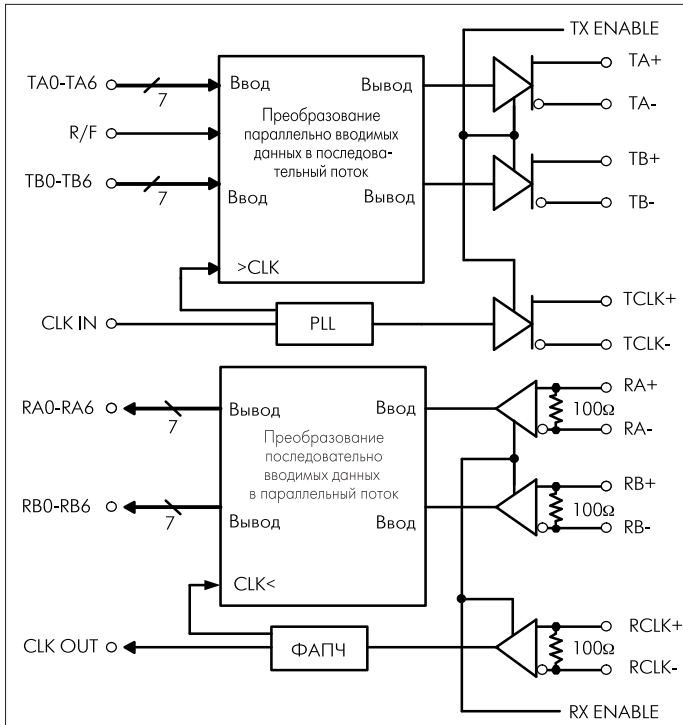 TX ENABLE
TA0-TA6
7
Ввод
Вывод
TA+
TA-
R/F
Преобразование
параллельно вводимых
данных в последова-
тельный поток
TB0-TB6
7
Ввод
Вывод
TB+
TB-
>CLK
CLK IN
PLL
TCLK+
TCLK-
RA0-RA6
7
Вывод
Ввод
RA+
100Ω
RA-
Преобразование
последовательно
вводимых данных
в параллельный поток
RB0-RB6
7
Вывод
Ввод
RB+
100Ω
RB-
CLK<
CLK OUT
ФАПЧ
RCLK+
100Ω
RCLK-
RX ENABLE